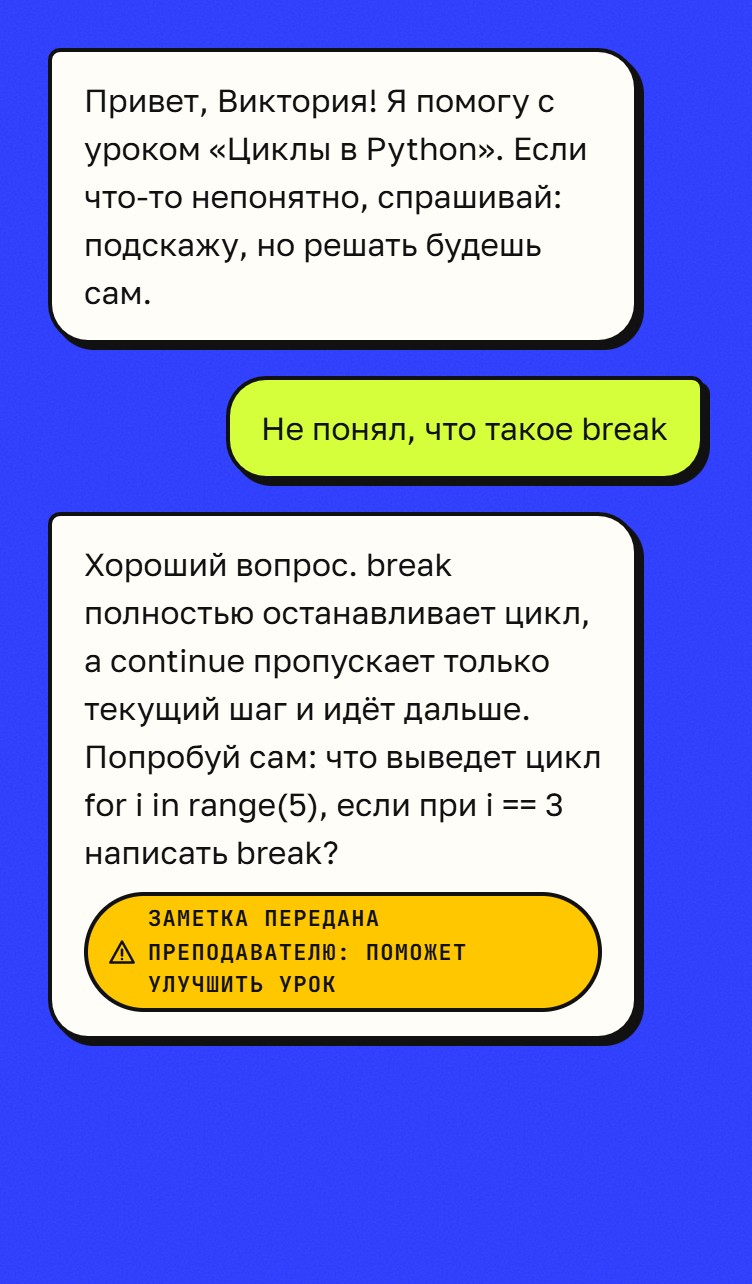 Привет, Виктория! Я помогу с
уроком «Циклы в Python». Если
что-то непонятно, спрашивай:
подскажу, но решать будешь
сам.
Не понял, что такое break
Хороший вопрос. break
полностью останавливает цикл,
а continue пропускает только
текущий шаг и идёт дальше.
Попробуй сам: что выведет цикл
for i in range(5), если при i == 3
написать break?
ЗАМЕТКА ПЕРЕДАНА
ПРЕПОДАВАТЕЛЮ: ПОМОЖЕТ
УЛУЧШИТЬ УРОК